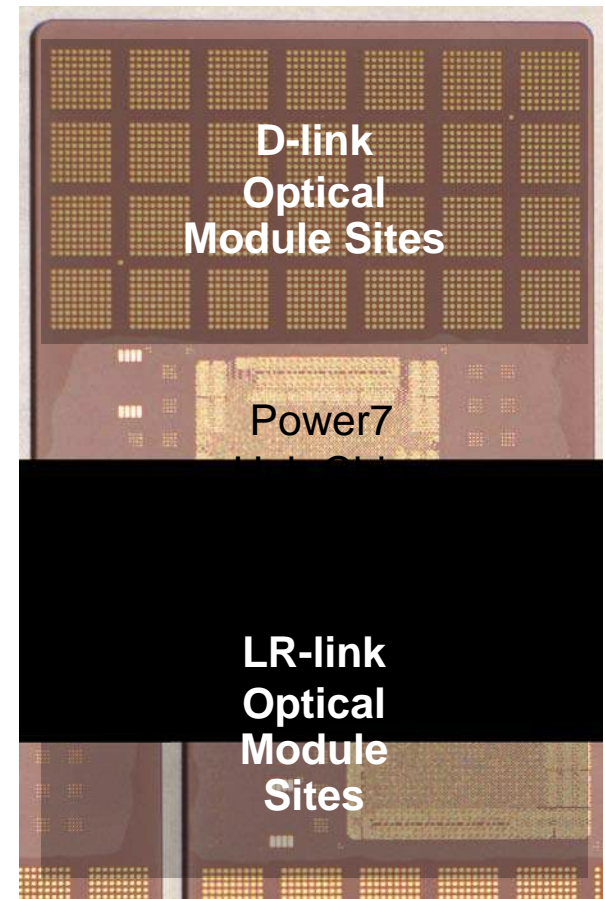 D-link
Optical
Module Sites
Power7
LR-link
Optical
Module
Sites